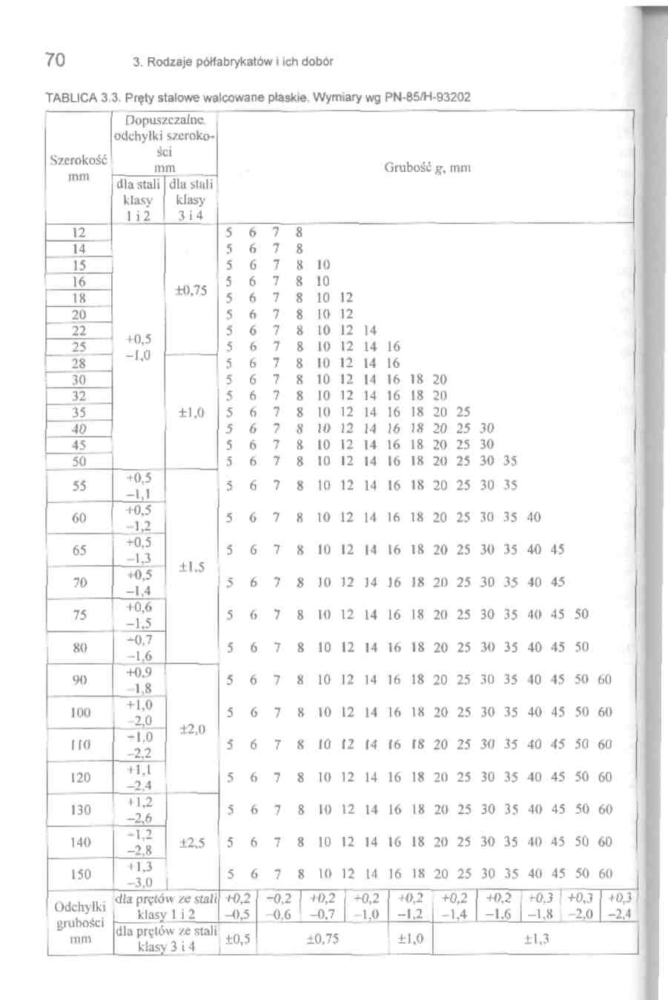 70 3. Rodzaje półfabrykatów i ich dobór
TABLICA 3.3. Pręty stalowe walcowane płaskie. Wymiary wg PN-85/H-93202
Szerokość mm
Dopuszczalne
odchyłki szeroko-
ści
mm
dla stali klasy 1 i 2
dla stali klasy 3 i 4
Grubość g, mm
12 5 6 7 8
14 5 6 7 8
15 5 6 7 8 10
16 5 6 7 8 10
±0,75
18 5 6 7 8 10 12
20 5 6 7 8 10 12
22 5 6 7 8 10 12 14
+0,5
25 5 6 7 8 10 12 14 16
–1,0
28 5 6 7 8 10 12 14 16
30 5 6 7 8 10 12 14 16 18 20
32 5 6 7 8 10 12 14 16 18 20
35 ±1,0 5 6 7 8 10 12 14 16 18 20 25
40 5 6 7 8 10 12 14 16 18 20 25 30
45 5 6 7 8 10 12 14 16 18 20 25 30
50 5 6 7 8 10 12 14 16 18 20 25 30 35
+0,5
55 5 6 7 8 10 12 14 16 18 20 25 30 35
–1,1
+0,5
60 5 6 7 8 10 12 14 16 18 20 25 30 35 40
–1,2
+0,5
65 5 6 7 8 10 12 14 16 18 20 25 30 35 40 45
–1,3
±1,5
+0,5
70 5 6 7 8 10 12 14 16 18 20 25 30 35 40 45
–1,4
+0,6
75 5 6 7 8 10 12 14 16 18 20 25 30 35 40 45 50
–1,5
+0,7
80 5 6 7 8 10 12 14 16 18 20 25 30 35 40 45 50
–1,6
+0,9
90 5 6 7 8 10 12 14 16 18 20 25 30 35 40 45 50 60
–1,8
+1,0
100 5 6 7 8 10 12 14 16 18 20 25 30 35 40 45 50 60
–2,0
±2,0
+1,0
110 5 6 7 8 10 12 14 16 18 20 25 30 35 40 45 50 60
–2,2
+1,1
120 5 6 7 8 10 12 14 16 18 20 25 30 35 40 45 50 60
–2,4
+1,2
130 5 6 7 8 10 12 14 16 18 20 25 30 35 40 45 50 60
–2,6
+1,2
140 ±2,5 5 6 7 8 10 12 14 16 18 20 25 30 35 40 45 50 60
–2,8
+1,3
150 5 6 7 8 10 12 14 16 18 20 25 30 35 40 45 50 60
–3,0
Odchyłki
grubości
mm
dla prętów ze stali +0,2 +0,2 +0,2 +0,2 +0,2 +0,2 +0,2 +0,3 +0,3 +0,3
klasy 1 i 2 –0,5 –0,6 –0,7 –1,0 –1,2 –1,4 –1,6 –1,8 –2,0 –2,4
dla prętów ze stali
klasy 3 i 4 ±0,5 ±0,75 ±1,0 ±1,3